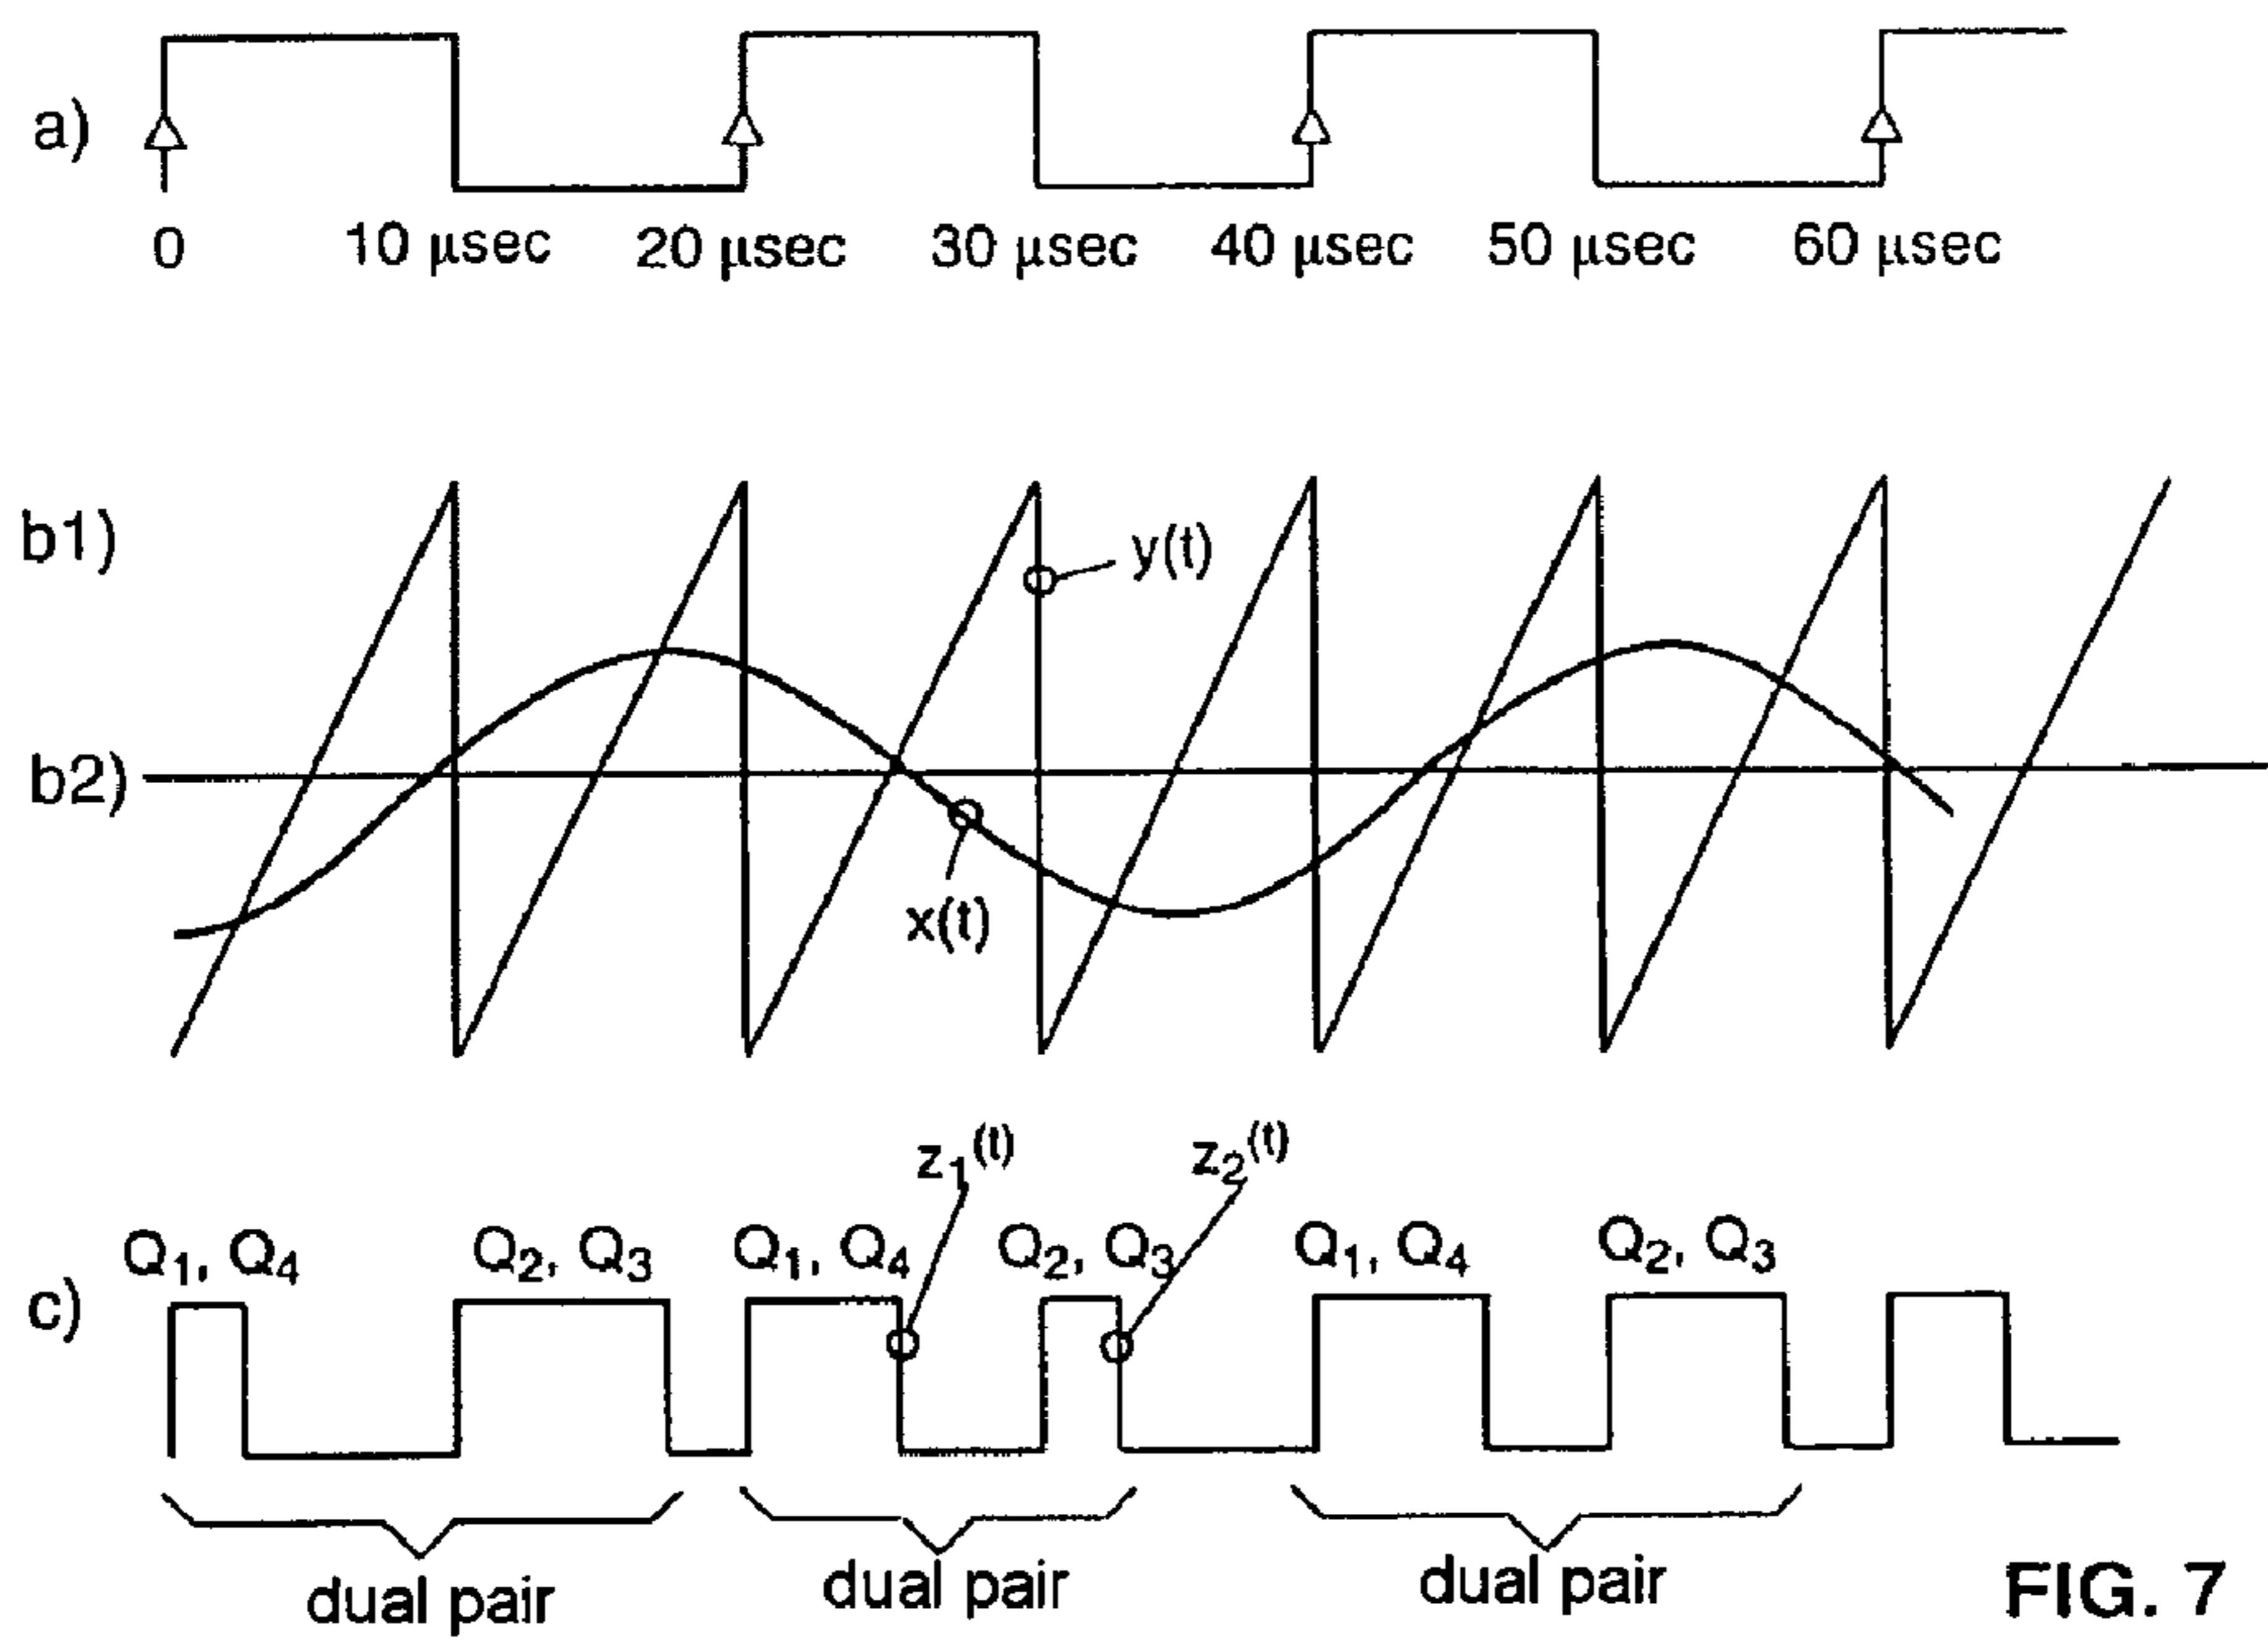 a)
0 10 µsec 20 µsec 30 µsec 40 µsec 50 µsec 60 µsec
b1)
y(t)
b2)
x(t)
z₁(t) z₂(t)
Q₁, Q₄ Q₂, Q₃ Q₁, Q₄ Q₂, Q₃ Q₁, Q₄ Q₂, Q₃
c)
dual pair dual pair dual pair
FIG. 7